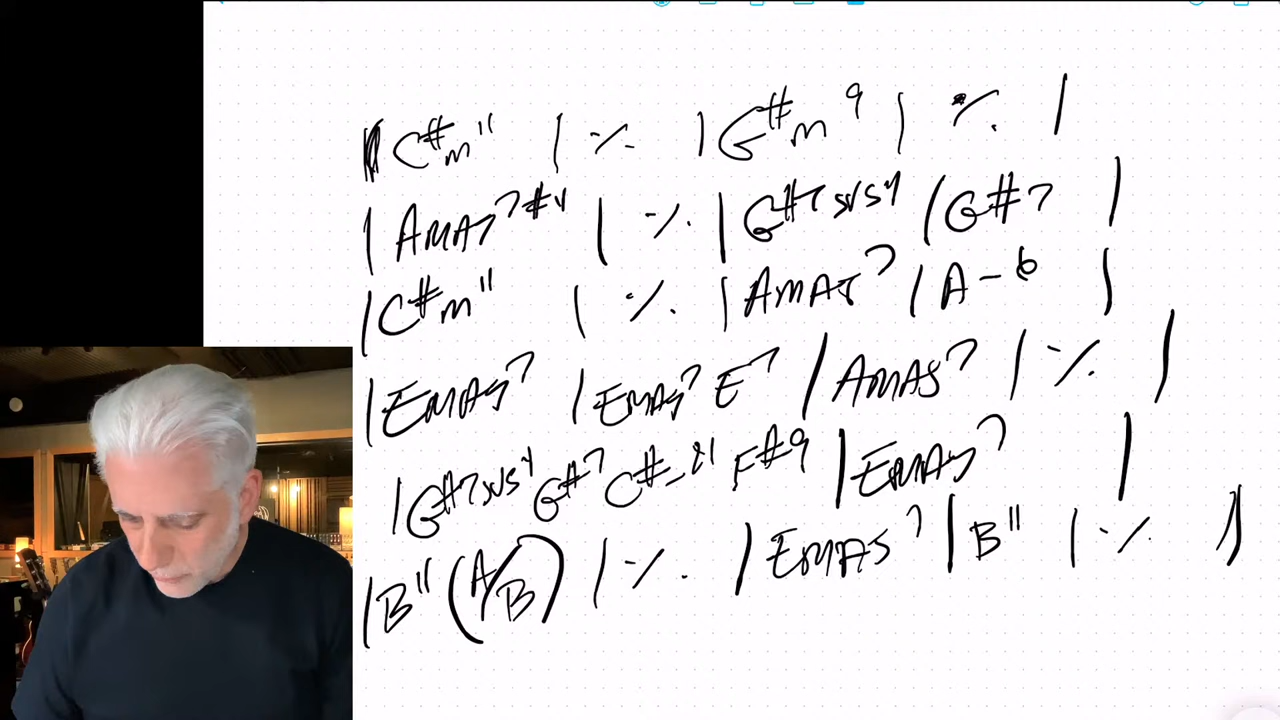 | C#m11 | ٪ | G#m9 | ٪ |
| AMAJ7#4 | ٪ | G#7SUS4 | G#7 |
| C#m11 | ٪ | AMAJ7 | A-6 |
| EMAJ7 | EMAJ7 E7 | AMAJ7 | ٪ |
| G#7SUS4 G#7 C#-11 F#9 | EMAJ7 |
| B11 (A/B) | ٪ | EMAJ7 | B11 | ٪ |